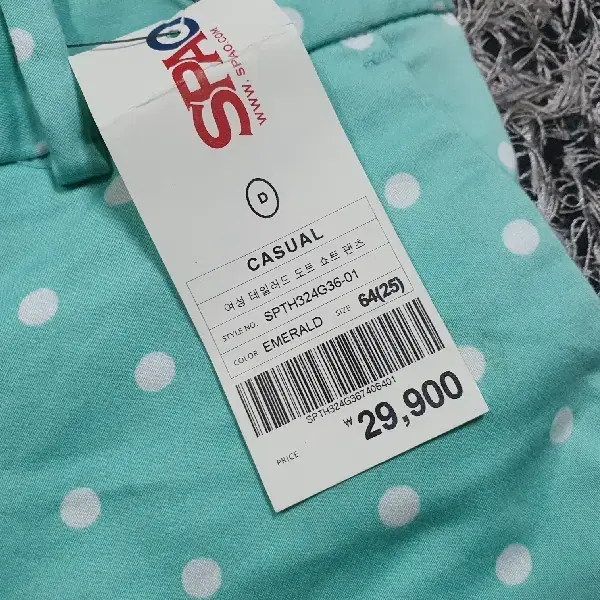 SPAO
WWW.SPAO.COM
D
CASUAL
여성 테일러드 도트 쇼트 팬츠
STYLE NO. SPTH324G36-01
COLOR EMERALD SIZE 64(25)
SPTH324G367406401
PRICE ₩ 29,900